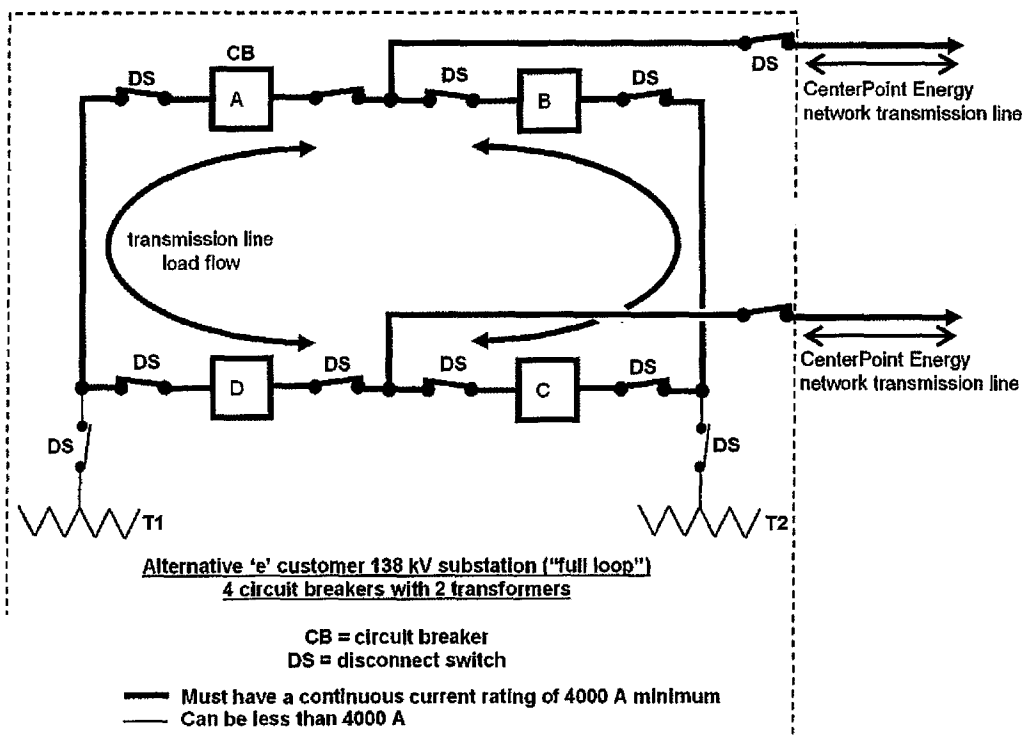 CB
DS
A
DS
B
DS
DS
CenterPoint Energy
network transmission line
transmission line
load flow
DS
D
DS
DS
C
DS
CenterPoint Energy
network transmission line
DS
DS
T1
T2
Alternative 'e' customer 138 kV substation ("full loop")
4 circuit breakers with 2 transformers
CB = circuit breaker
DS = disconnect switch
Must have a continuous current rating of 4000 A minimum
Can be less than 4000 A